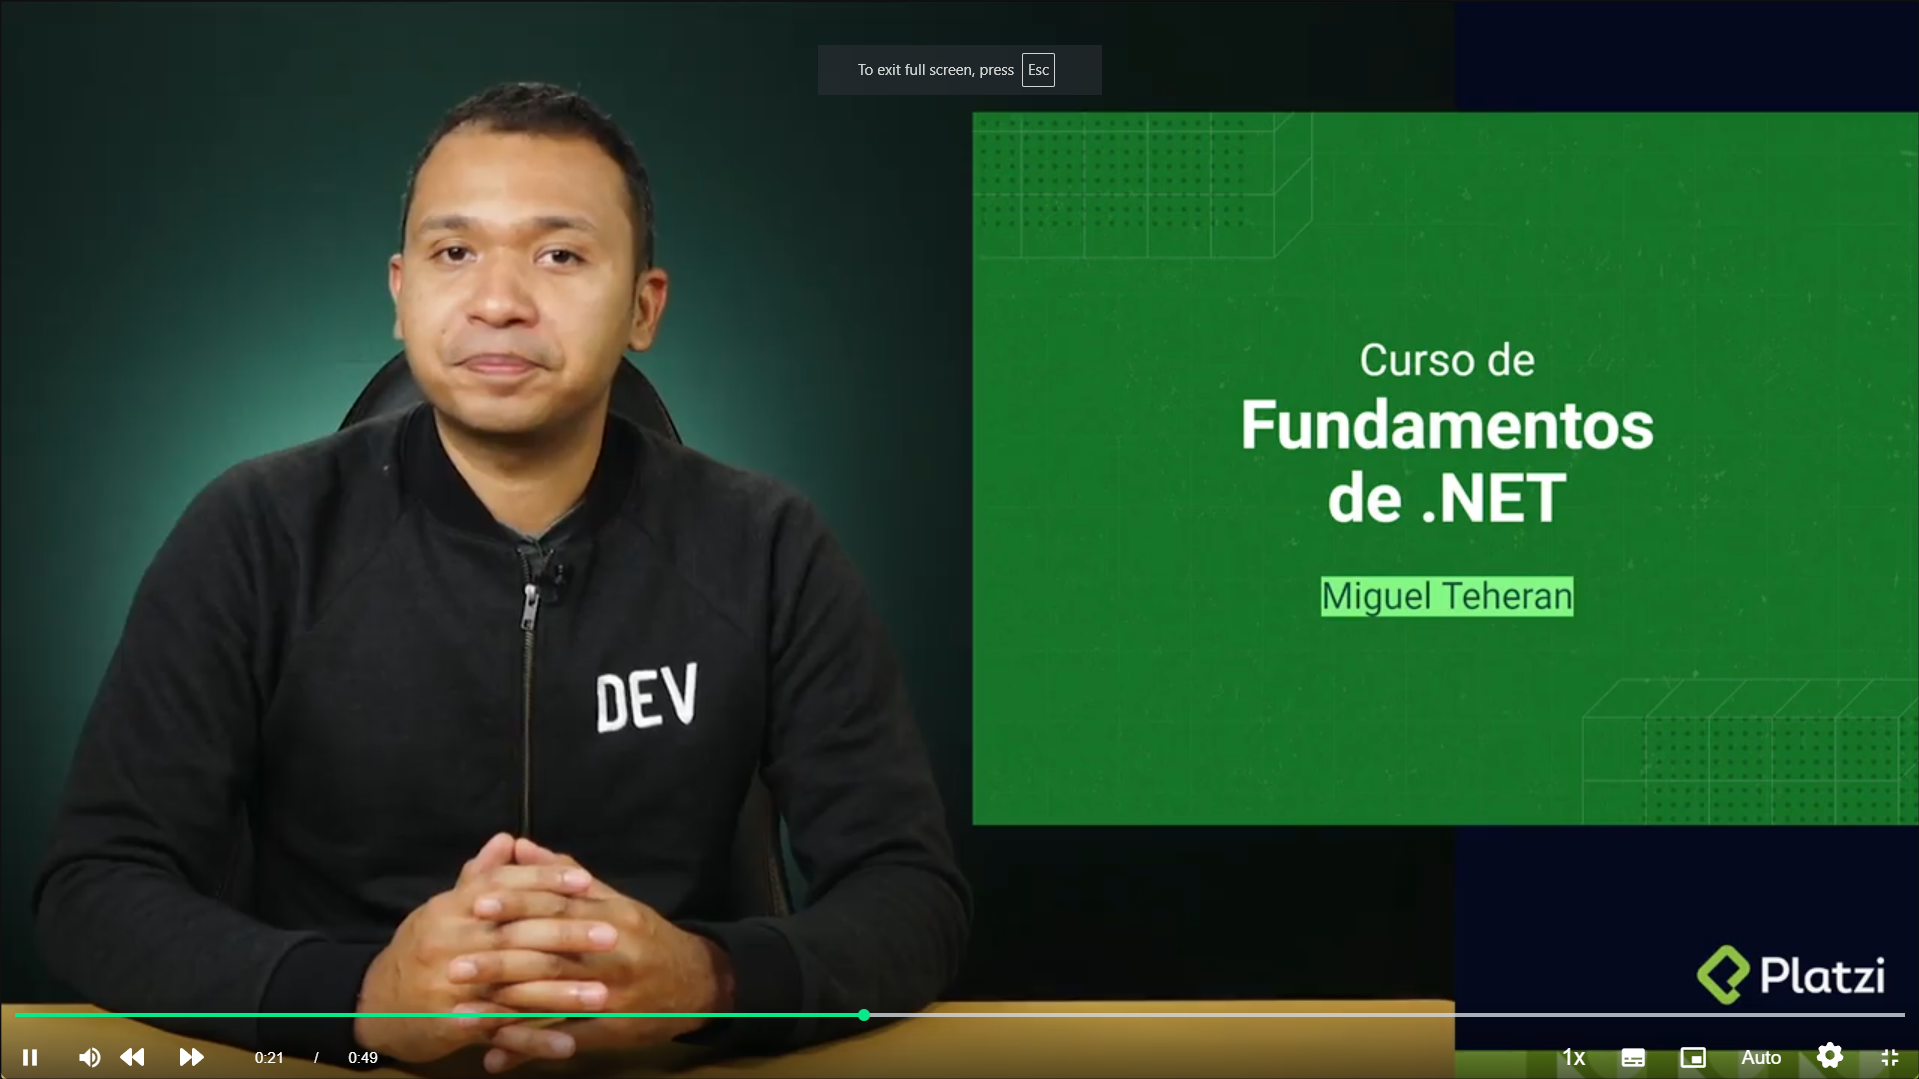 To exit full screen, press Esc
Curso de
Fundamentos
de .NET
Miguel Teheran
DEV
Platzi
0:21 / 0:49
1x
Auto